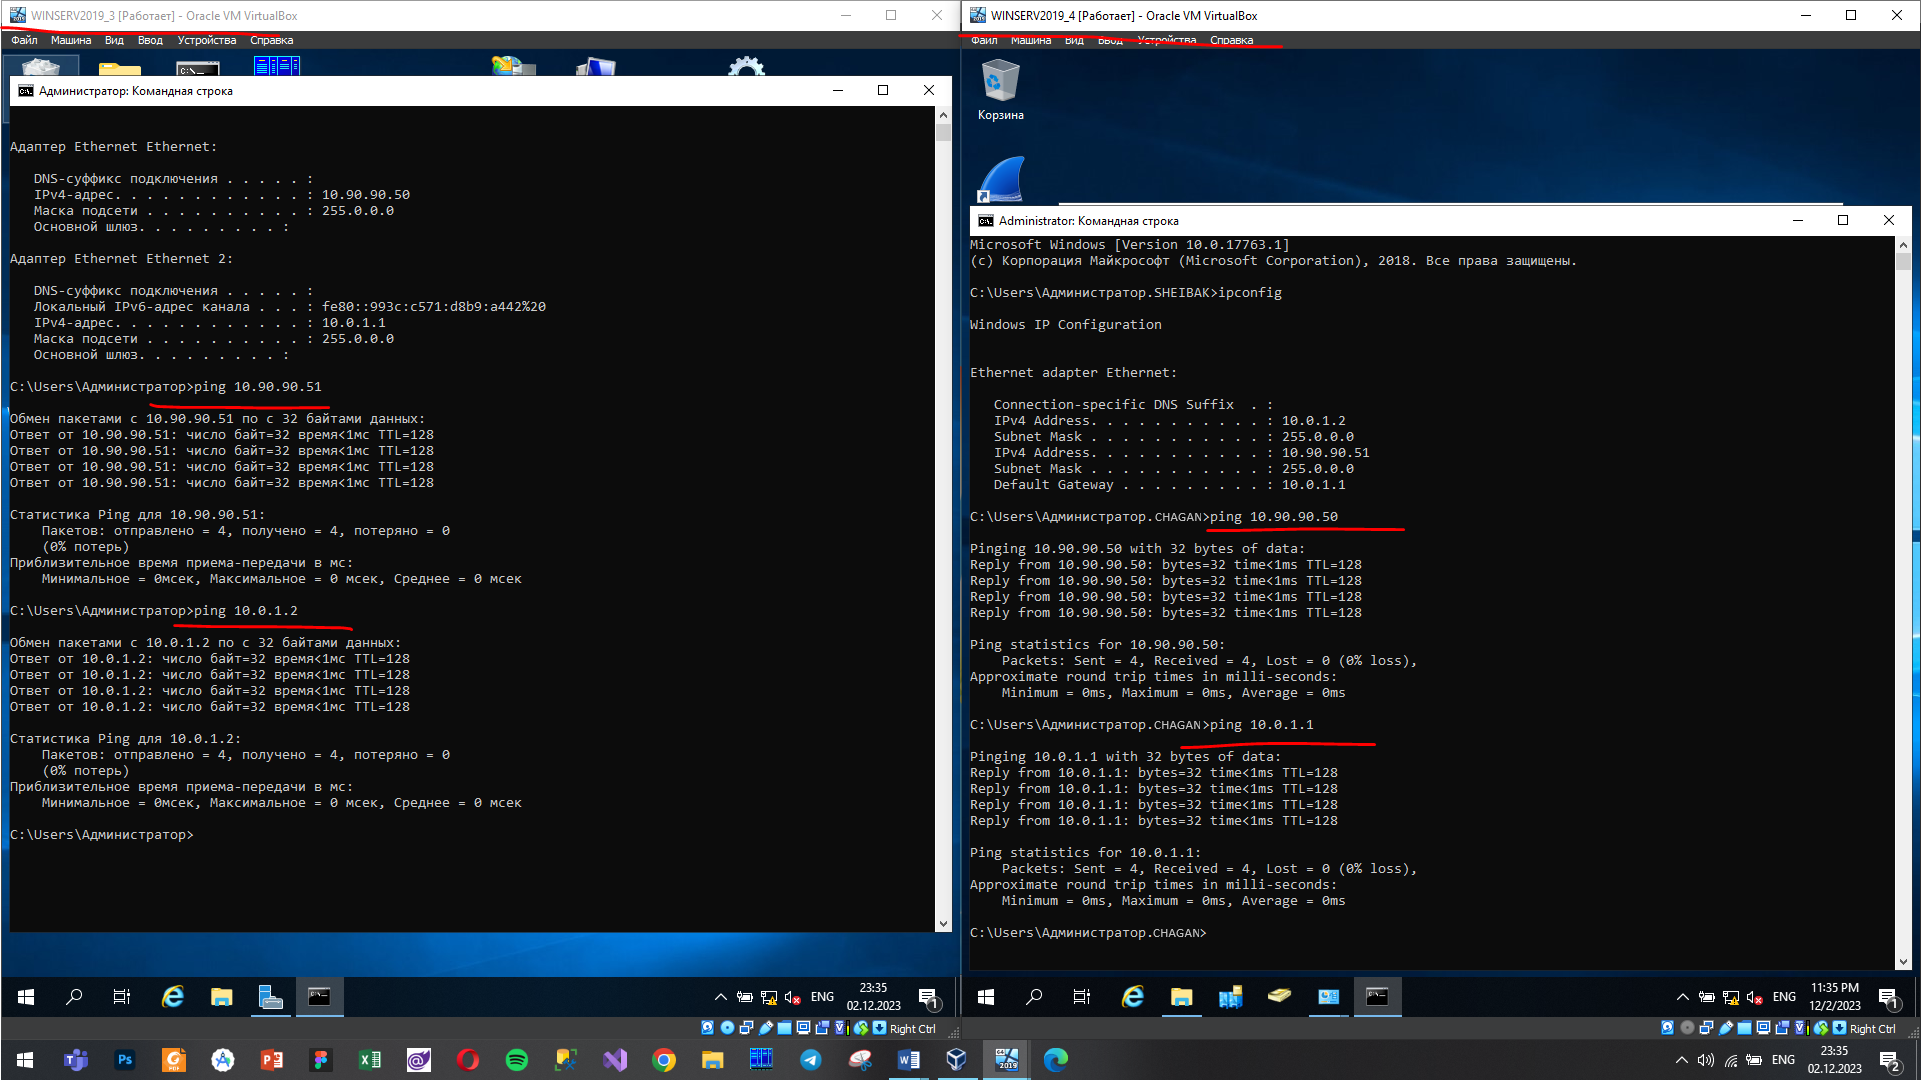 WINSERV2019_3 [Работает] - Oracle VM VirtualBox
Файл Машина Вид Ввод Устройства Справка
Администратор: Командная строка
Адаптер Ethernet Ethernet:
DNS-суффикс подключения . . . . . :
IPv4-адрес. . . . . . . . . . . . : 10.90.90.50
Маска подсети . . . . . . . . . . : 255.0.0.0
Основной шлюз. . . . . . . . . :
Адаптер Ethernet Ethernet 2:
DNS-суффикс подключения . . . . . :
Локальный IPv6-адрес канала . . . : fe80::993c:c571:d8b9:a442%20
IPv4-адрес. . . . . . . . . . . . : 10.0.1.1
Маска подсети . . . . . . . . . . : 255.0.0.0
Основной шлюз. . . . . . . . . :
C:\Users\Администратор>ping 10.90.90.51
Обмен пакетами с 10.90.90.51 по с 32 байтами данных:
Ответ от 10.90.90.51: число байт=32 время<1мс TTL=128
Ответ от 10.90.90.51: число байт=32 время<1мс TTL=128
Ответ от 10.90.90.51: число байт=32 время<1мс TTL=128
Ответ от 10.90.90.51: число байт=32 время<1мс TTL=128
Статистика Ping для 10.90.90.51:
Пакетов: отправлено = 4, получено = 4, потеряно = 0
(0% потерь)
Приблизительное время приема-передачи в мс:
Минимальное = 0мсек, Максимальное = 0 мсек, Среднее = 0 мсек
C:\Users\Администратор>ping 10.0.1.2
Обмен пакетами с 10.0.1.2 по с 32 байтами данных:
Ответ от 10.0.1.2: число байт=32 время<1мс TTL=128
Ответ от 10.0.1.2: число байт=32 время<1мс TTL=128
Ответ от 10.0.1.2: число байт=32 время<1мс TTL=128
Ответ от 10.0.1.2: число байт=32 время<1мс TTL=128
Статистика Ping для 10.0.1.2:
Пакетов: отправлено = 4, получено = 4, потеряно = 0
(0% потерь)
Приблизительное время приема-передачи в мс:
Минимальное = 0мсек, Максимальное = 0 мсек, Среднее = 0 мсек
C:\Users\Администратор>
ENG
23:35
02.12.2023
1
Right Ctrl
WINSERV2019_4 [Работает] - Oracle VM VirtualBox
Файл Машина Вид Ввод Устройства Справка
Корзина
Administrator: Командная строка
Microsoft Windows [Version 10.0.17763.1]
(c) Корпорация Майкрософт (Microsoft Corporation), 2018. Все права защищены.
C:\Users\Администратор.SHEIBAK>ipconfig
Windows IP Configuration
Ethernet adapter Ethernet:
Connection-specific DNS Suffix . :
IPv4 Address. . . . . . . . . . . : 10.0.1.2
Subnet Mask . . . . . . . . . . . : 255.0.0.0
IPv4 Address. . . . . . . . . . . : 10.90.90.51
Subnet Mask . . . . . . . . . . . : 255.0.0.0
Default Gateway . . . . . . . . . : 10.0.1.1
C:\Users\Администратор.CHAGAN>ping 10.90.90.50
Pinging 10.90.90.50 with 32 bytes of data:
Reply from 10.90.90.50: bytes=32 time<1ms TTL=128
Reply from 10.90.90.50: bytes=32 time<1ms TTL=128
Reply from 10.90.90.50: bytes=32 time<1ms TTL=128
Reply from 10.90.90.50: bytes=32 time<1ms TTL=128
Ping statistics for 10.90.90.50:
Packets: Sent = 4, Received = 4, Lost = 0 (0% loss),
Approximate round trip times in milli-seconds:
Minimum = 0ms, Maximum = 0ms, Average = 0ms
C:\Users\Администратор.CHAGAN>ping 10.0.1.1
Pinging 10.0.1.1 with 32 bytes of data:
Reply from 10.0.1.1: bytes=32 time<1ms TTL=128
Reply from 10.0.1.1: bytes=32 time<1ms TTL=128
Reply from 10.0.1.1: bytes=32 time<1ms TTL=128
Reply from 10.0.1.1: bytes=32 time<1ms TTL=128
Ping statistics for 10.0.1.1:
Packets: Sent = 4, Received = 4, Lost = 0 (0% loss),
Approximate round trip times in milli-seconds:
Minimum = 0ms, Maximum = 0ms, Average = 0ms
C:\Users\Администратор.CHAGAN>
ENG
11:35 PM
12/2/2023
1
Right Ctrl
Ps
2019
ENG
23:35
02.12.2023
2